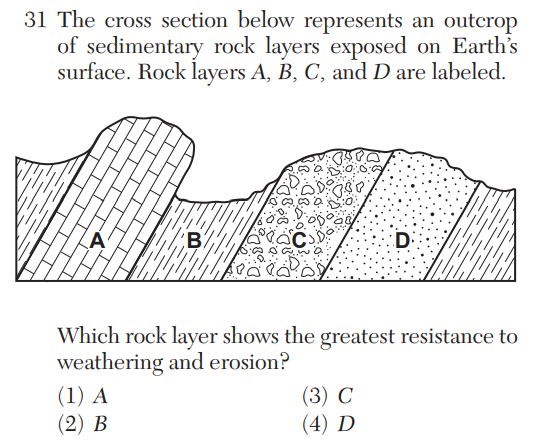 31 The cross section below represents an outcrop
of sedimentary rock layers exposed on Earth's
surface. Rock layers A, B, C, and D are labeled.
A B C D
Which rock layer shows the greatest resistance to
weathering and erosion?
(1) A (3) C
(2) B (4) D